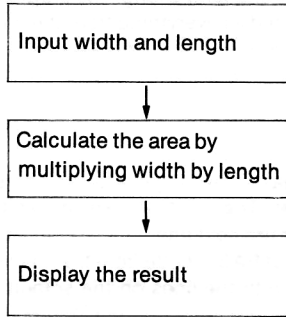 Input width and length
Calculate the area by
multiplying width by length
Display the result